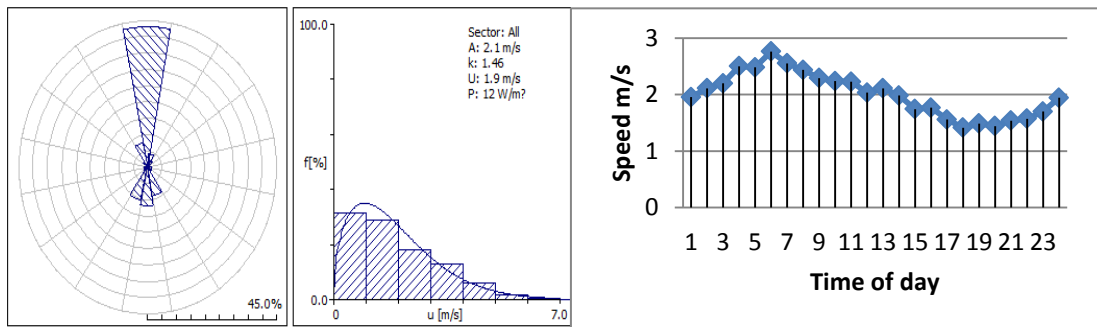 45.0%
100.0
Sector: All
A: 2.1 m/s
k: 1.46
U: 1.9 m/s
P: 12 W/m?
f[%]
0.0
0 u [m/s] 7.0
Speed m/s
3
2
1
0
1 3 5 7 9 11 13 15 17 19 21 23
Time of day